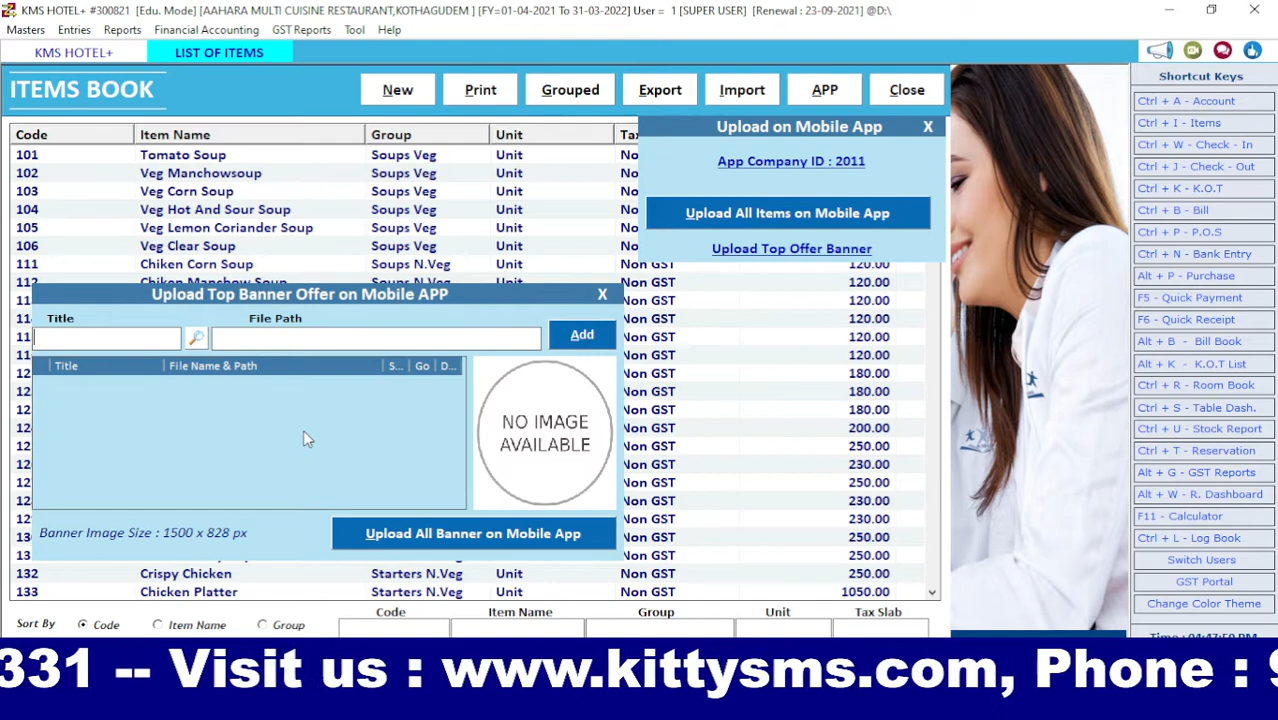 KMS HOTEL+ #300821 [Edu. Mode] [AAHARA MULTI CUISINE RESTAURANT,KOTHAGUDEM ] [FY=01-04-2021 To 31-03-2022] User = 1 [SUPER USER] [Renewal : 23-09-2021] @D:\
Masters Entries Reports Financial Accounting GST Reports Tool Help
KMS HOTEL+ LIST OF ITEMS
ITEMS BOOK New Print Grouped Export Import APP Close
Code Item Name Group Unit
101 Tomato Soup Soups Veg Unit
102 Veg Manchowsoup Soups Veg Unit
103 Veg Corn Soup Soups Veg Unit
104 Veg Hot And Sour Soup Soups Veg Unit
105 Veg Lemon Coriander Soup Soups Veg Unit
106 Veg Clear Soup Soups Veg Unit
111 Chiken Corn Soup Soups N.Veg Unit Non GST 120.00
112 Chiken Manchow Soup Soups N.Veg Unit Non GST 120.00
Upload on Mobile App X
App Company ID : 2011
Upload All Items on Mobile App
Upload Top Offer Banner
Upload Top Banner Offer on Mobile APP X
Title File Path
Add
Title File Name & Path S... Go D...
NO IMAGE
AVAILABLE
Banner Image Size : 1500 x 828 px
Upload All Banner on Mobile App
Non GST 120.00
Non GST 120.00
Non GST 120.00
Non GST 120.00
Non GST 180.00
Non GST 180.00
Non GST 180.00
Non GST 200.00
Non GST 250.00
Non GST 230.00
Non GST 250.00
Non GST 230.00
Non GST 230.00
Non GST 250.00
Non GST 250.00
132 Crispy Chicken Starters N.Veg Unit Non GST 250.00
133 Chicken Platter Starters N.Veg Unit Non GST 1050.00
Code Item Name Group Unit Tax Slab
Sort By Code Item Name Group
Shortcut Keys
Ctrl + A - Account
Ctrl + I - Items
Ctrl + W - Check - In
Ctrl + J - Check - Out
Ctrl + K - K.O.T
Ctrl + B - Bill
Ctrl + P - P.O.S
Ctrl + N - Bank Entry
Alt + P - Purchase
F5 - Quick Payment
F6 - Quick Receipt
Alt + B - Bill Book
Alt + K - K.O.T List
Ctrl + R - Room Book
Ctrl + S - Table Dash.
Ctrl + U - Stock Report
Ctrl + T - Reservation
Alt + G - GST Reports
Alt + W - R. Dashboard
F11 - Calculator
Ctrl + L - Log Book
Switch Users
GST Portal
Change Color Theme
331 -- Visit us : www.kittysms.com, Phone : 9